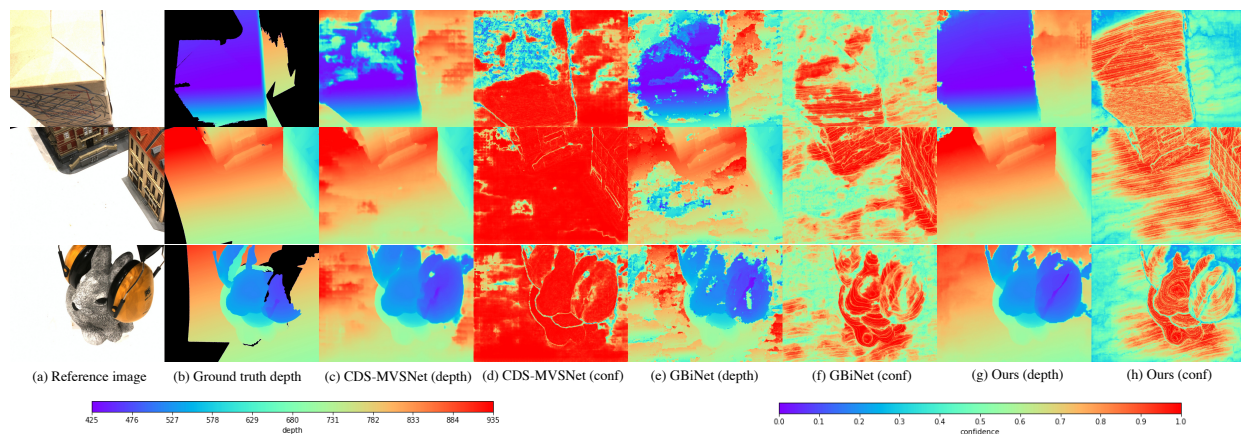 (a) Reference image (b) Ground truth depth (c) CDS-MVSNet (depth) (d) CDS-MVSNet (conf) (e) GBiNet (depth) (f) GBiNet (conf) (g) Ours (depth) (h) Ours (conf)
425 476 527 578 629 680 731 782 833 884 935
depth
0.0 0.1 0.2 0.3 0.4 0.5 0.6 0.7 0.8 0.9 1.0
confidence